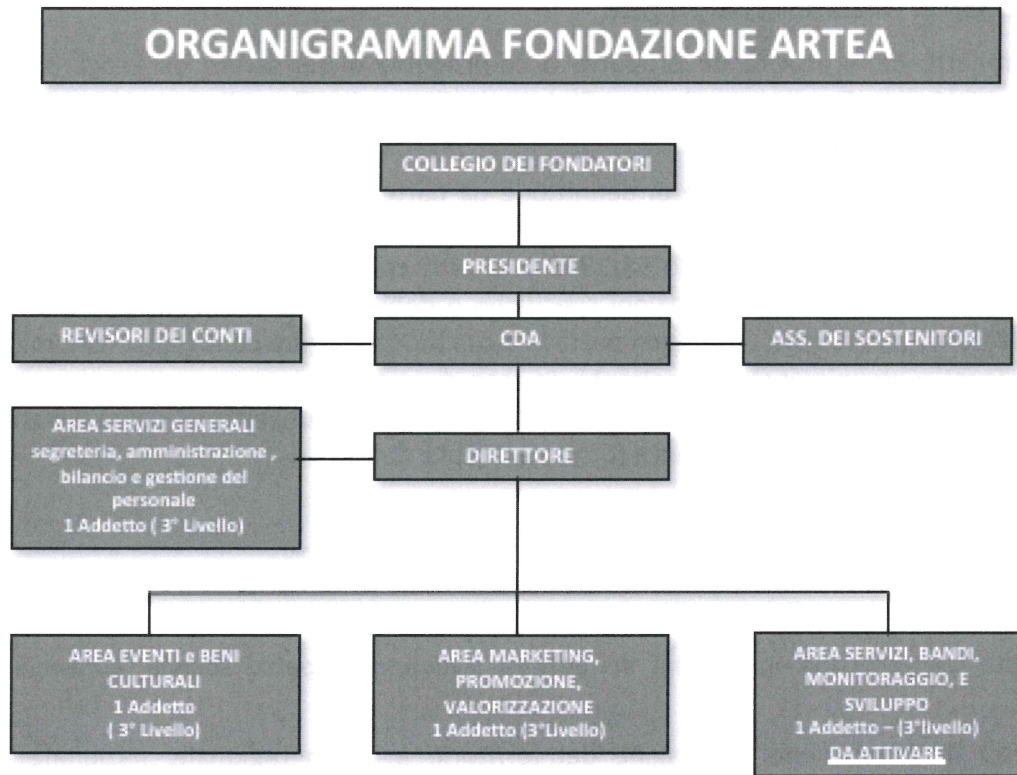 ORGANIGRAMMA FONDAZIONE ARTEA
COLLEGIO DEI FONDATORI
PRESIDENTE
REVISORI DEI CONTI
CDA
ASS. DEI SOSTENITORI
AREA SERVIZI GENERALI
segreteria, amministrazione ,
bilancio e gestione del
personale
1 Addetto ( 3° Livello)
DIRETTORE
AREA EVENTI e BENI
CULTURALI
1 Addetto
( 3° Livello)
AREA MARKETING,
PROMOZIONE,
VALORIZZAZIONE
1 Addetto (3°Livello)
AREA SERVIZI, BANDI,
MONITORAGGIO, E
SVILUPPO
1 Addetto – (3°livello)
DA ATTIVARE